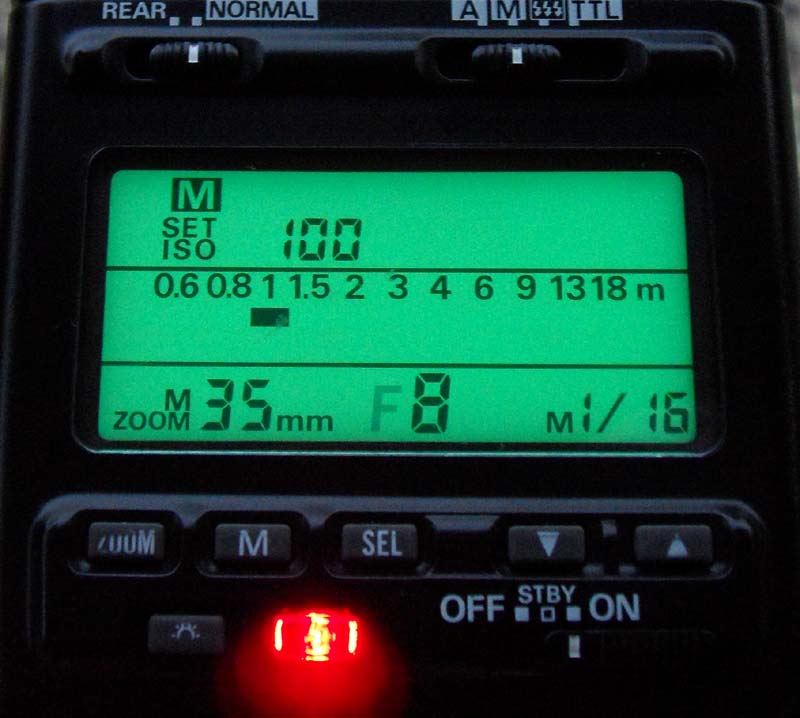 REAR NORMAL A M TTL
M
SET
ISO 100
0.6 0.8 1 1.5 2 3 4 6 9 13 18 m
M
ZOOM 35mm F8 M1/16
ZOOM M SEL ▼ ▲
OFF STBY ON